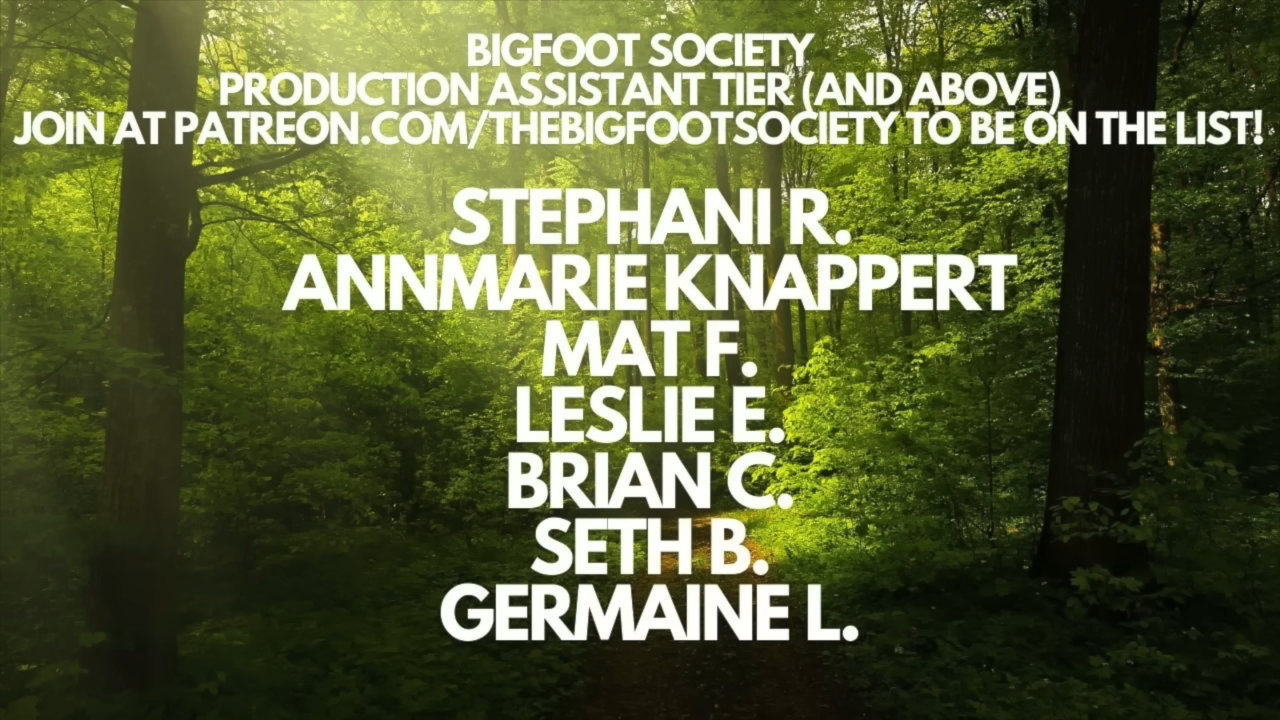 BIGFOOT SOCIETY
PRODUCTION ASSISTANT TIER (AND ABOVE)
JOIN AT PATREON.COM/THEBIGFOOTSOCIETY TO BE ON THE LIST!
STEPHANI R.
ANNMARIE KNAPPERT
MAT F.
LESLIE E.
BRIAN C.
SETH B.
GERMAINE L.